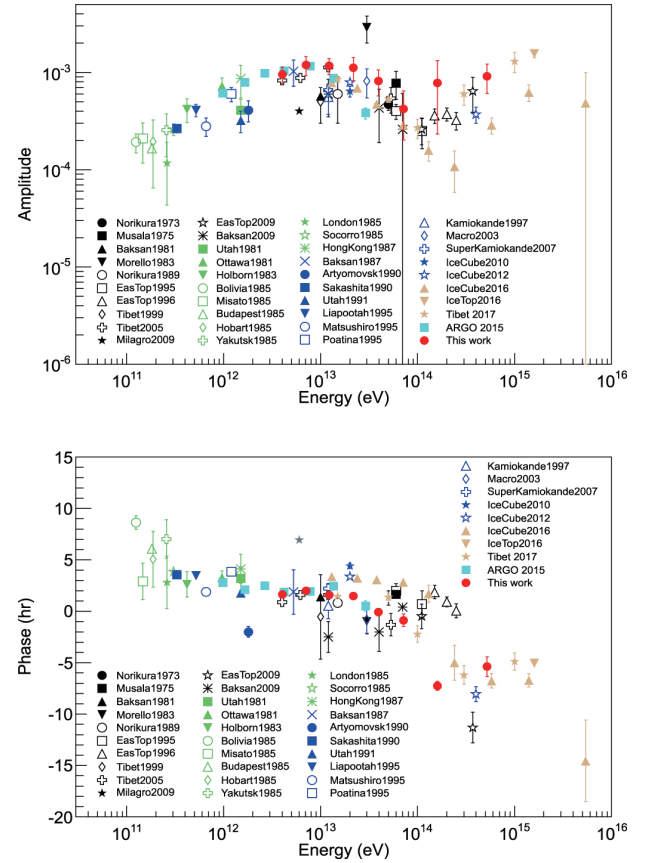 Amplitude
10⁻³
10⁻⁴
10⁻⁵
10⁻⁶
Norikura1973
Musala1975
Baksan1981
Morello1983
Norikura1989
EasTop1995
EasTop1996
Tibet1999
Tibet2005
Milagro2009
EasTop2009
Baksan2009
Utah1981
Ottawa1981
Holborn1983
Bolivia1985
Misato1985
Budapest1985
Hobart1985
Yakutsk1985
London1985
Socorro1985
HongKong1987
Baksan1987
Artyomovsk1990
Sakashita1990
Utah1991
Liapootah1995
Matsushiro1995
Poatina1995
Kamiokande1997
Macro2003
SuperKamiokande2007
IceCube2010
IceCube2012
IceCube2016
IceTop2016
Tibet 2017
ARGO 2015
This work
10¹¹ 10¹² 10¹³ 10¹⁴ 10¹⁵ 10¹⁶
Energy (eV)
Phase (hr)
15
10
5
0
-5
-10
-15
-20
Kamiokande1997
Macro2003
SuperKamiokande2007
IceCube2010
IceCube2012
IceCube2016
IceTop2016
Tibet 2017
ARGO 2015
This work
Norikura1973
Musala1975
Baksan1981
Morello1983
Norikura1989
EasTop1995
EasTop1996
Tibet1999
Tibet2005
Milagro2009
EasTop2009
Baksan2009
Utah1981
Ottawa1981
Holborn1983
Bolivia1985
Misato1985
Budapest1985
Hobart1985
Yakutsk1985
London1985
Socorro1985
HongKong1987
Baksan1987
Artyomovsk1990
Sakashita1990
Utah1991
Liapootah1995
Matsushiro1995
Poatina1995
10¹¹ 10¹² 10¹³ 10¹⁴ 10¹⁵ 10¹⁶
Energy (eV)